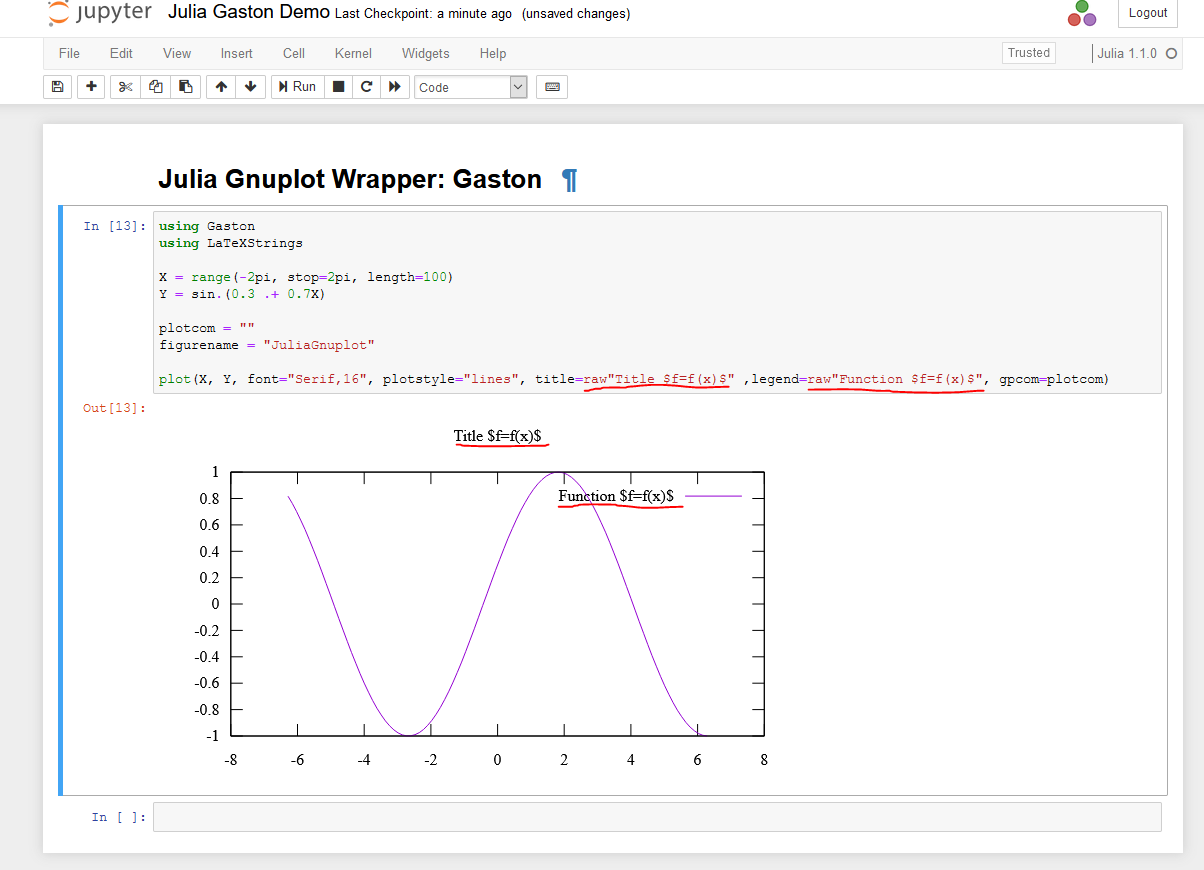 jupyter Julia Gaston Demo Last Checkpoint: a minute ago (unsaved changes) Logout
File Edit View Insert Cell Kernel Widgets Help Trusted Julia 1.1.0
Run Code
Julia Gnuplot Wrapper: Gaston ¶
In [13]: using Gaston
using LaTeXStrings
X = range(-2pi, stop=2pi, length=100)
Y = sin.(0.3 .+ 0.7X)
plotcom = ""
figurename = "JuliaGnuplot"
plot(X, Y, font="Serif,16", plotstyle="lines", title=raw"Title $f=f(x)$" ,legend=raw"Function $f=f(x)$", gpcom=plotcom)
Out[13]:
Title $f=f(x)$
1
Function $f=f(x)$
0.8
0.6
0.4
0.2
0
-0.2
-0.4
-0.6
-0.8
-1
-8 -6 -4 -2 0 2 4 6 8
In [ ]: